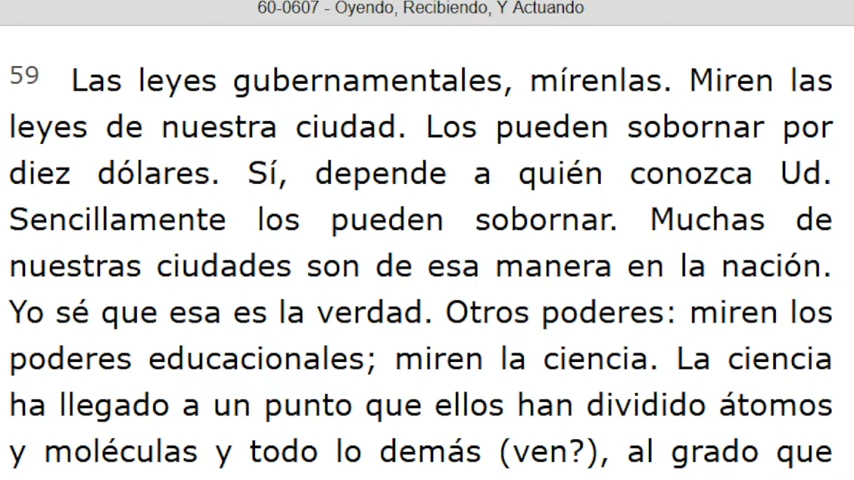 60-0607 - Oyendo, Recibiendo, Y Actuando
59 Las leyes gubernamentales, mírenlas. Miren las
leyes de nuestra ciudad. Los pueden sobornar por
diez dólares. Sí, depende a quién conozca Ud.
Sencillamente los pueden sobornar. Muchas de
nuestras ciudades son de esa manera en la nación.
Yo sé que esa es la verdad. Otros poderes: miren los
poderes educacionales; miren la ciencia. La ciencia
ha llegado a un punto que ellos han dividido átomos
y moléculas y todo lo demás (ven?), al grado que